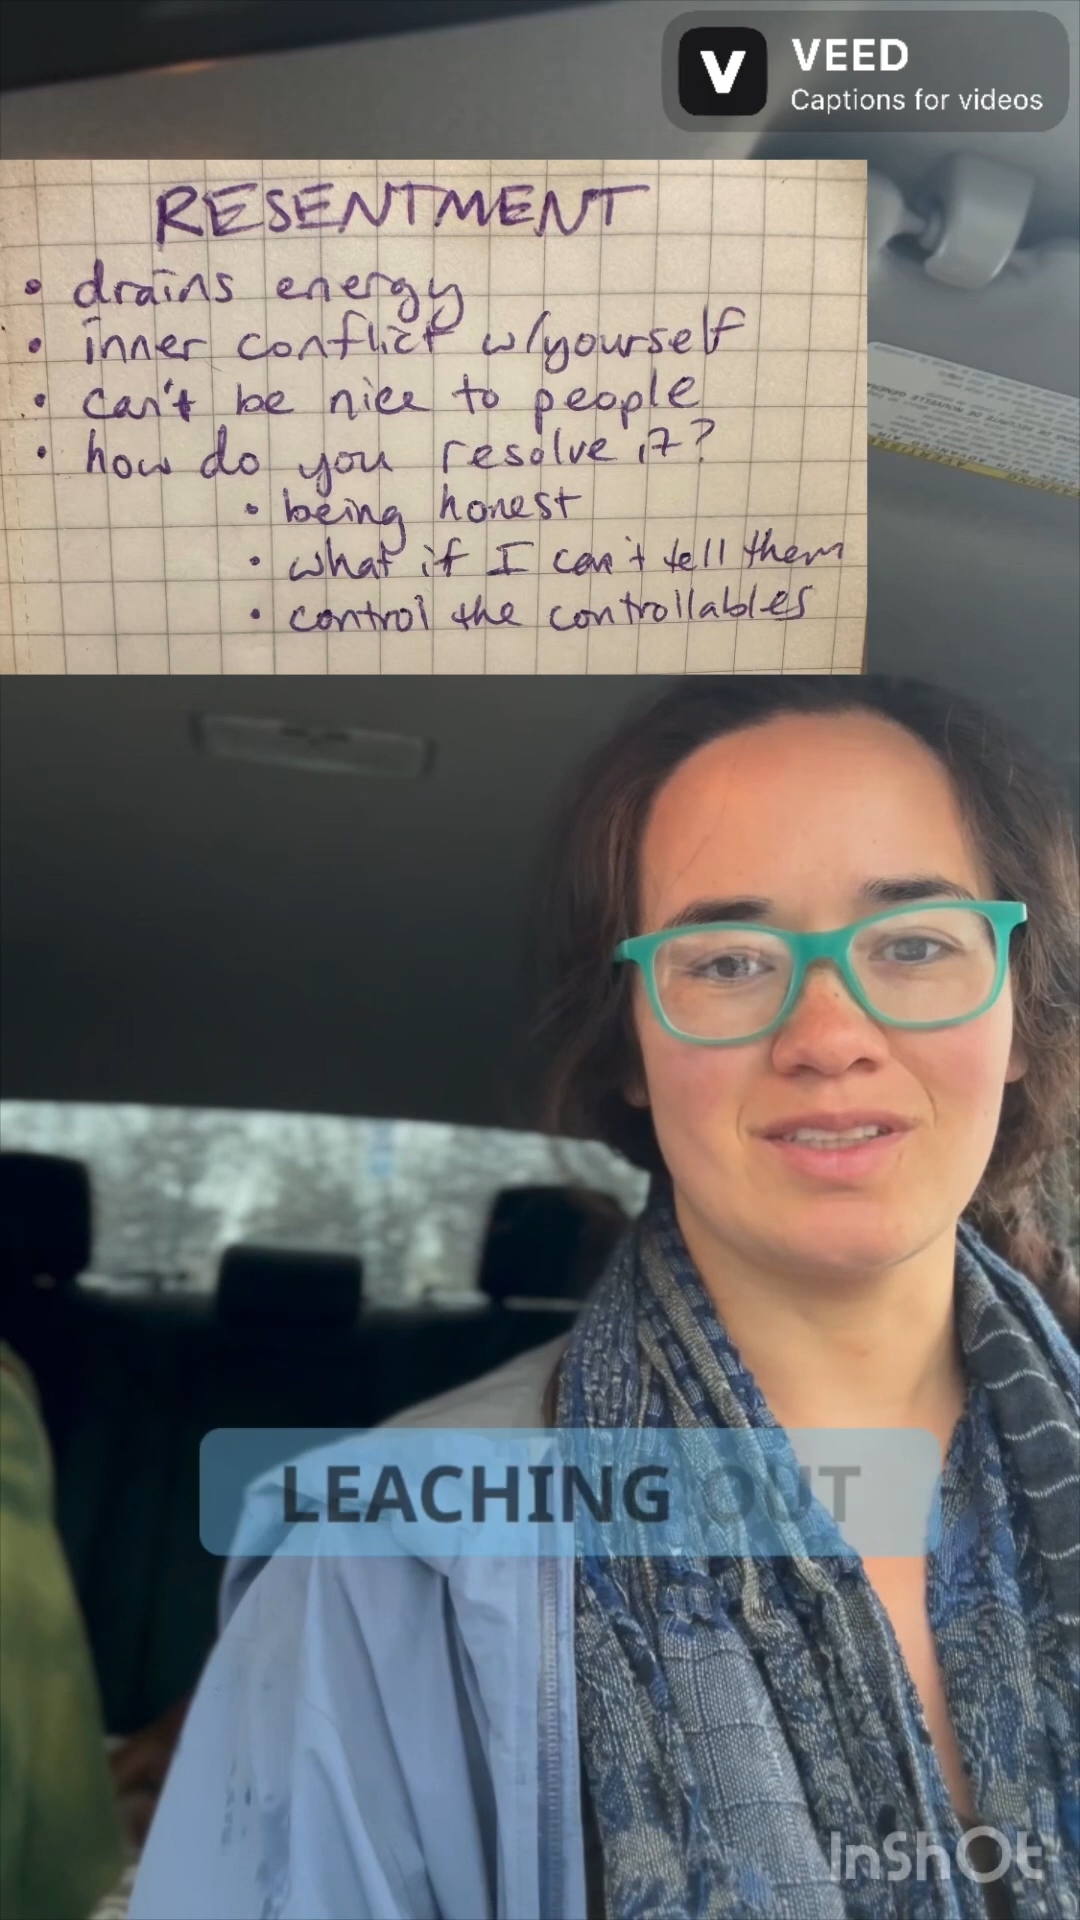 VEED
Captions for videos
RESENTMENT
• drains energy
• inner conflict w/yourself
• can't be nice to people
• how do you resolve it?
• being honest
• what if I can't tell them
• control the controllables
LEACHING OUT
InShOt